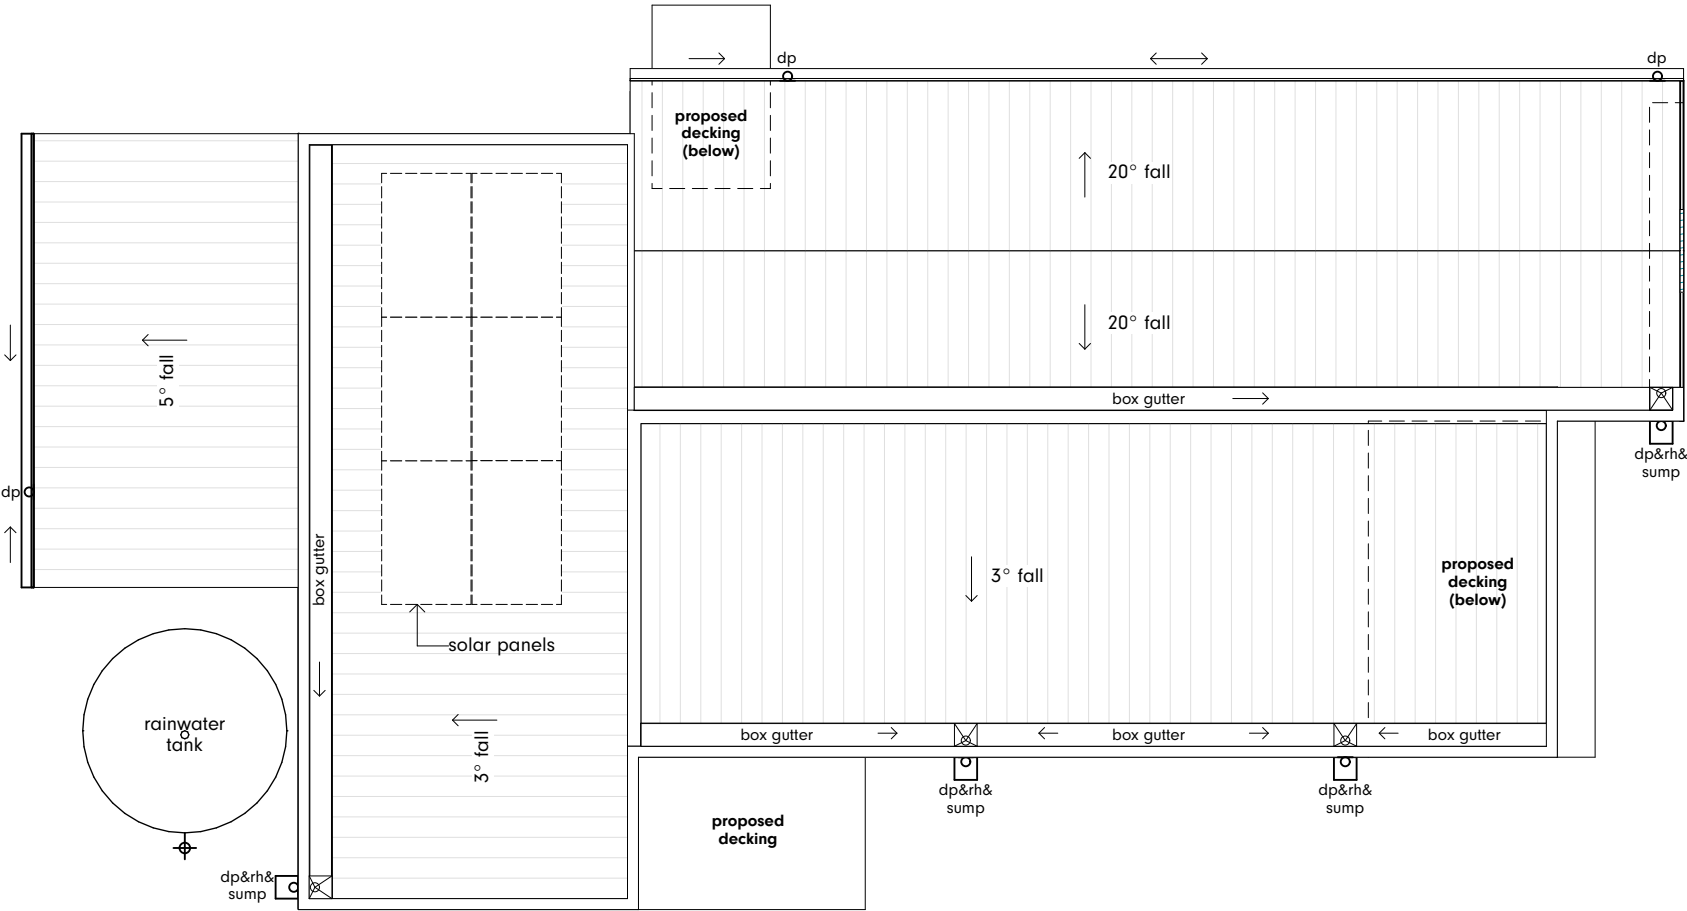 dp
dp
proposed
decking
(below)
20° fall
20° fall
5° fall
box gutter
dp&rh&
sump
dp
box gutter
3° fall
proposed
decking
(below)
solar panels
rainwater
tank
3° fall
box gutter
box gutter
box gutter
dp&rh&
sump
dp&rh&
sump
proposed
decking
dp&rh&
sump